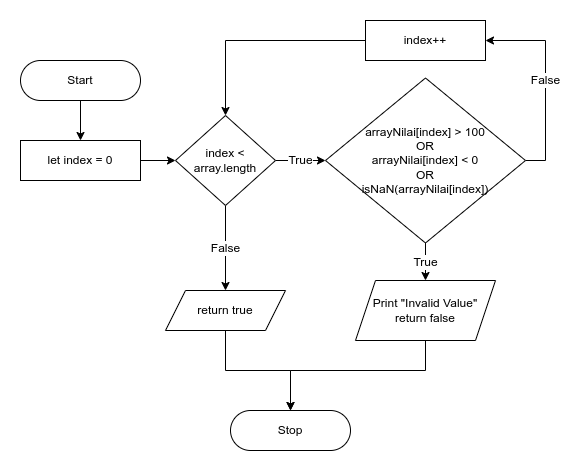 index++
Start
False
let index = 0
index <
array.length
True
arrayNilai[index] > 100
OR
arrayNilai[index] < 0
OR
isNaN(arrayNilai[index])
False
True
return true
Print "Invalid Value"
return false
Stop